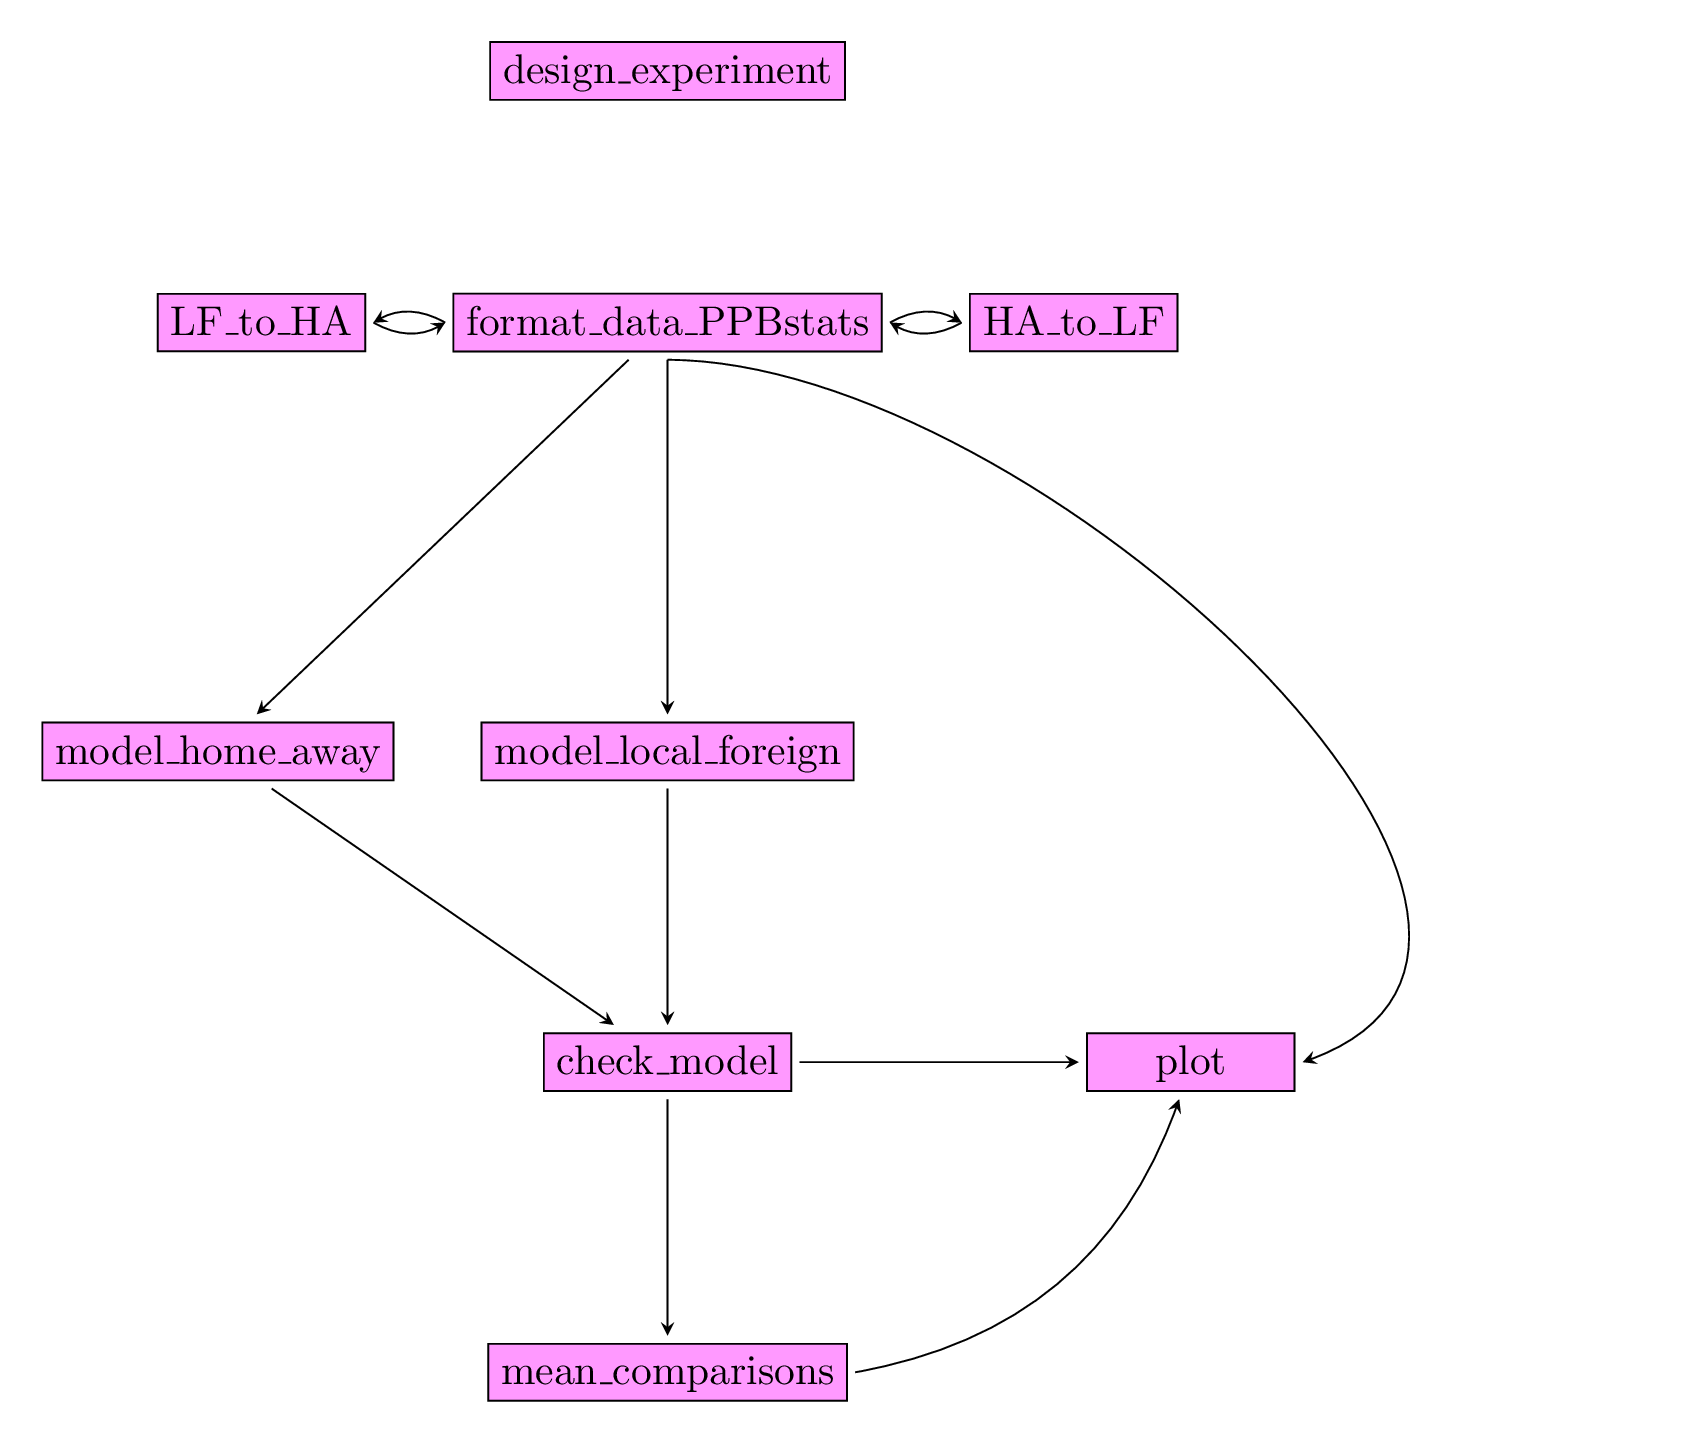 design_experiment
LF_to_HA
format_data_PPBstats
HA_to_LF
model_home_away
model_local_foreign
check_model
plot
mean_comparisons